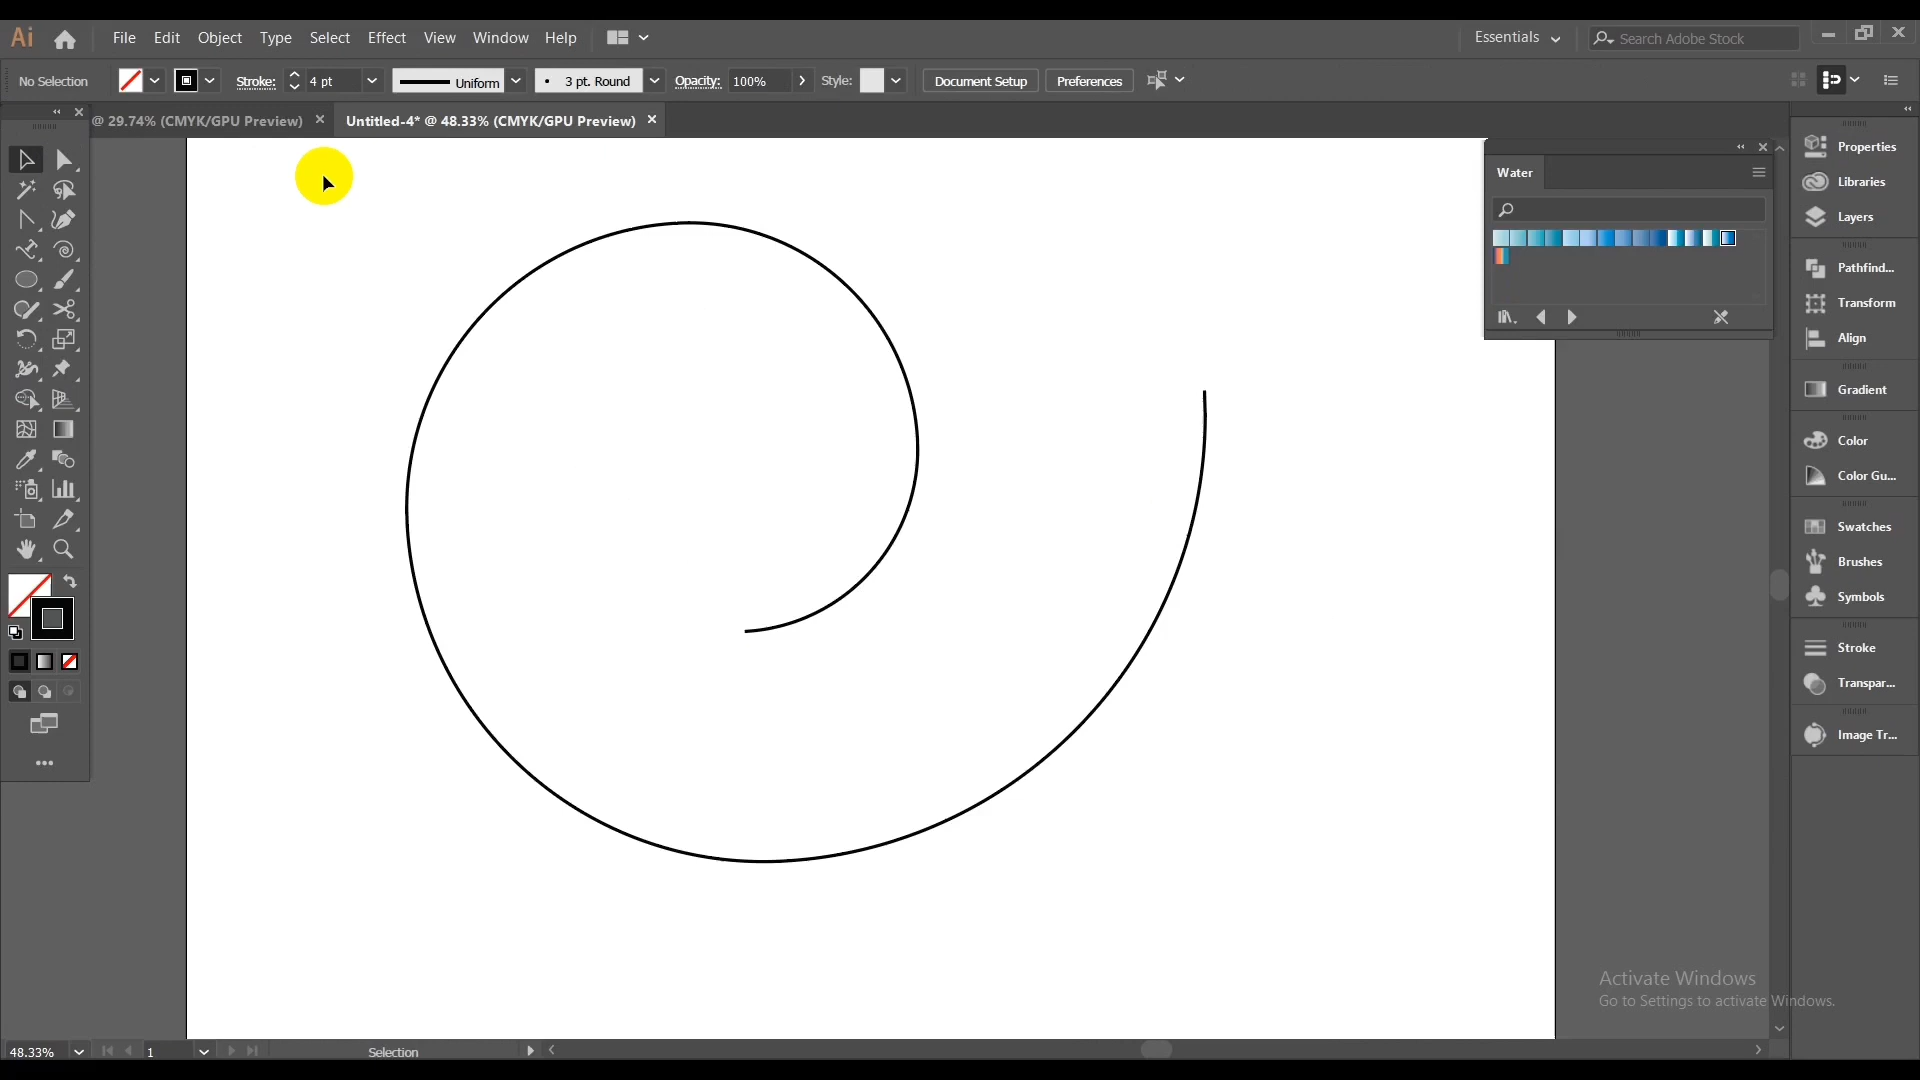 Ai File Edit Object Type Select Effect View Window Help Essentials Search Adobe Stock
No Selection Stroke: 4 pt Uniform 3 pt. Round Opacity: 100% Style: Document Setup Preferences
@ 29.74% (CMYK/GPU Preview) × Untitled-4* @ 48.33% (CMYK/GPU Preview) ×
Water
Properties
Libraries
Layers
Pathfind...
Transform
Align
Gradient
Color
Color Gu...
Swatches
Brushes
Symbols
Stroke
Transpar...
Image Tr...
Activate Windows
Go to Settings to activate Windows.
48.33% 1 Selection